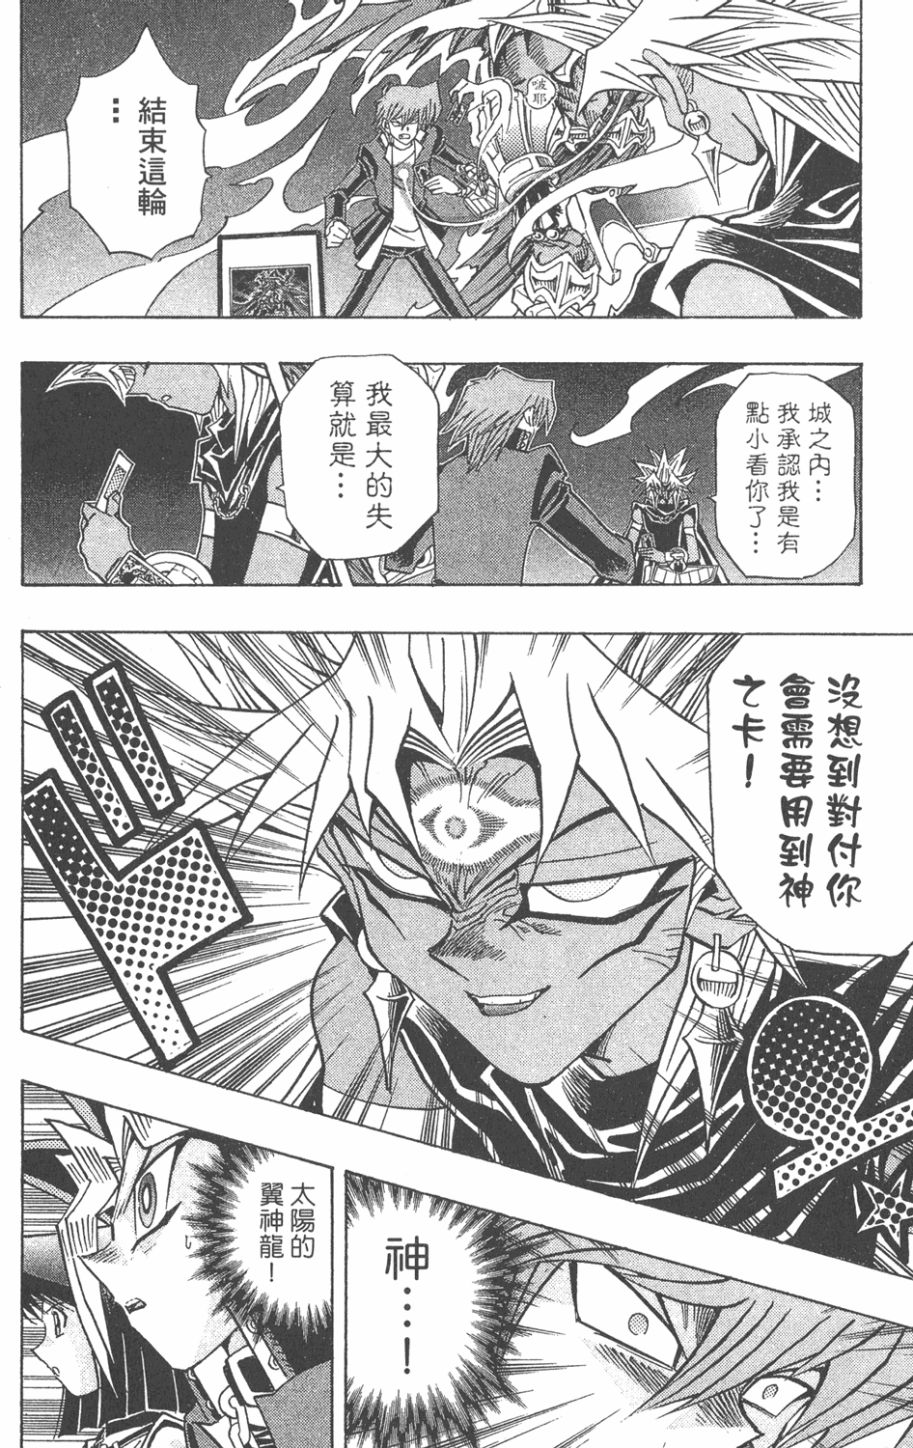 啵
耶
結束這輪
…
城之內…
我承認我是有
點小看你了…
我最大的失
算就是…
沒想到對付你
會需要用到神
之卡！
神……！
太陽的
翼神龍！